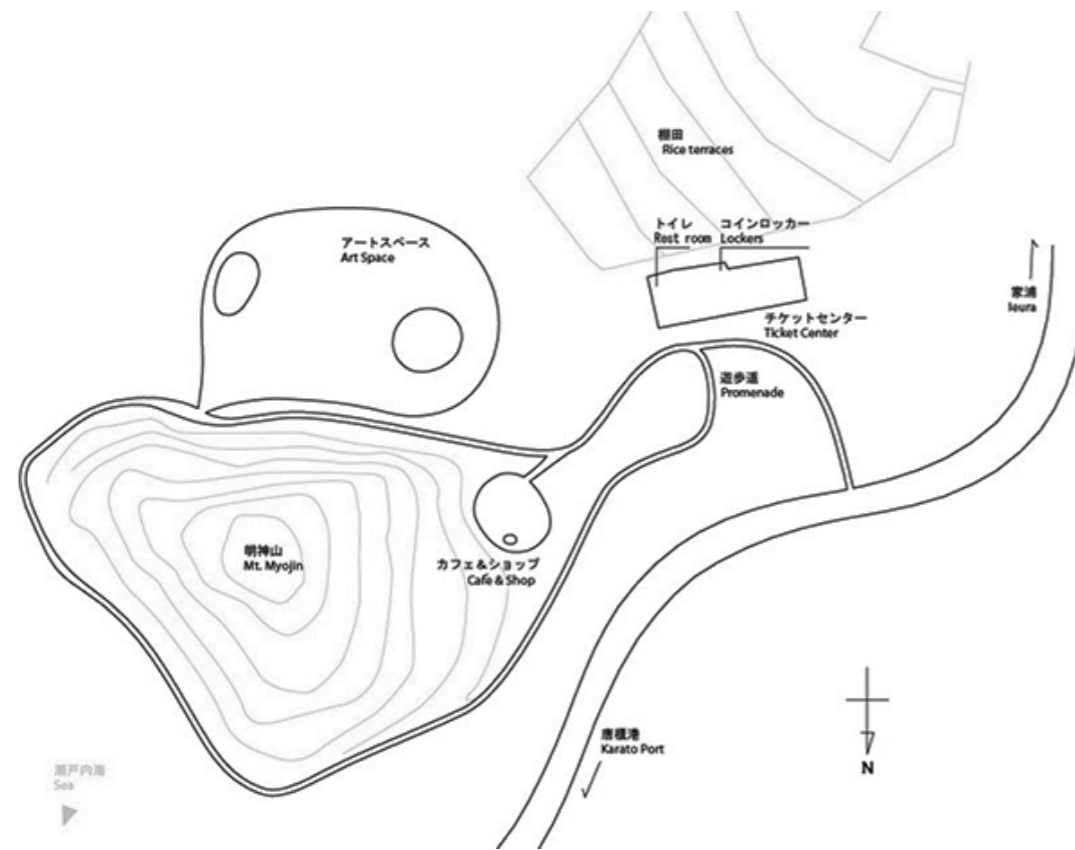 棚田
Rice terraces
トイレ
Rest room
コインロッカー
Lockers
アートスペース
Art Space
家浦
Ieura
チケットセンター
Ticket Center
遊歩道
Promenade
明神山
Mt. Myojin
カフェ&ショップ
Cafe & Shop
唐櫃港
Karato Port
瀬戸内海
Sea
N